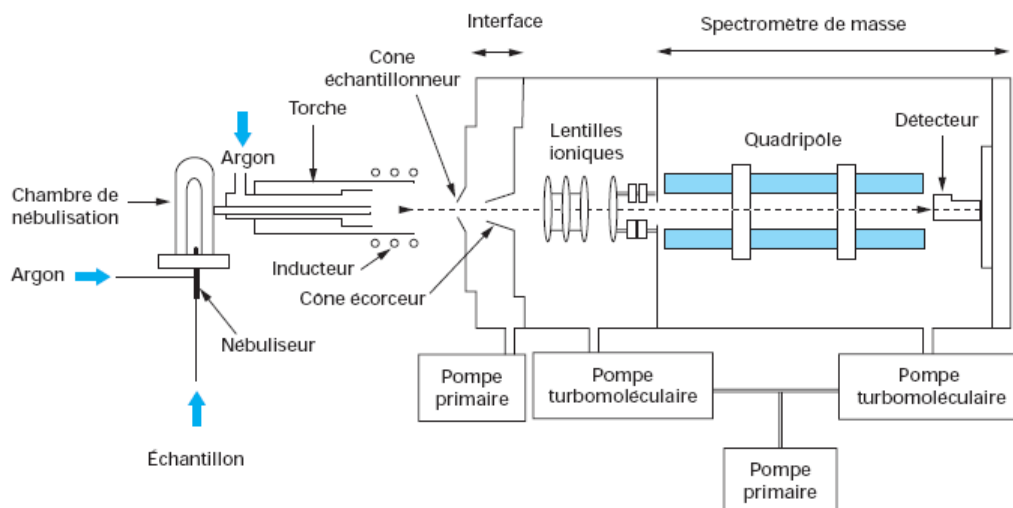 Interface
Spectromètre de masse
Cône
échantillonneur
Torche
Argon
Lentilles
ioniques
Quadripôle
Détecteur
Chambre de
nébulisation
Argon
Inducteur
Cône écorceur
Nébuliseur
Échantillon
Pompe
primaire
Pompe
turbomoléculaire
Pompe
turbomoléculaire
Pompe
primaire